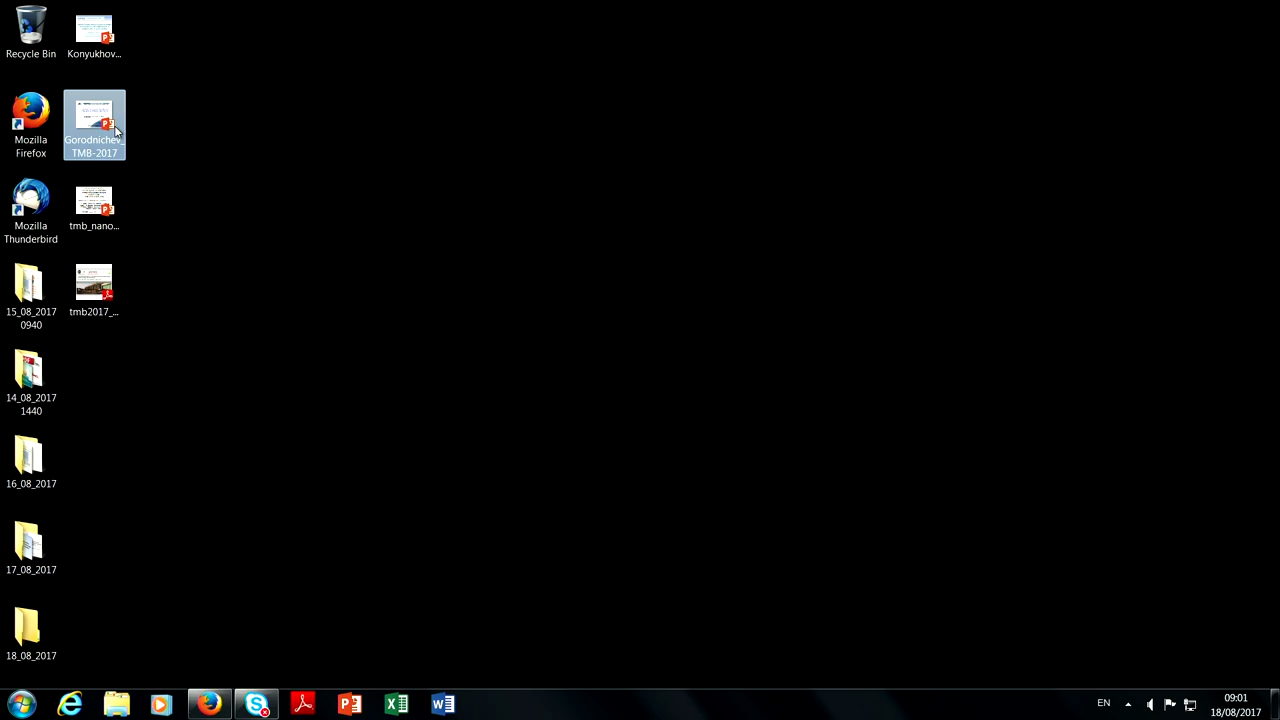 Recycle Bin
Konyukhov...
Mozilla
Firefox
Gorodnichev_
TMB-2017
Mozilla
Thunderbird
tmb_nano...
15_08_2017
0940
tmb2017_...
14_08_2017
1440
16_08_2017
17_08_2017
18_08_2017
EN
09:01
18/08/2017